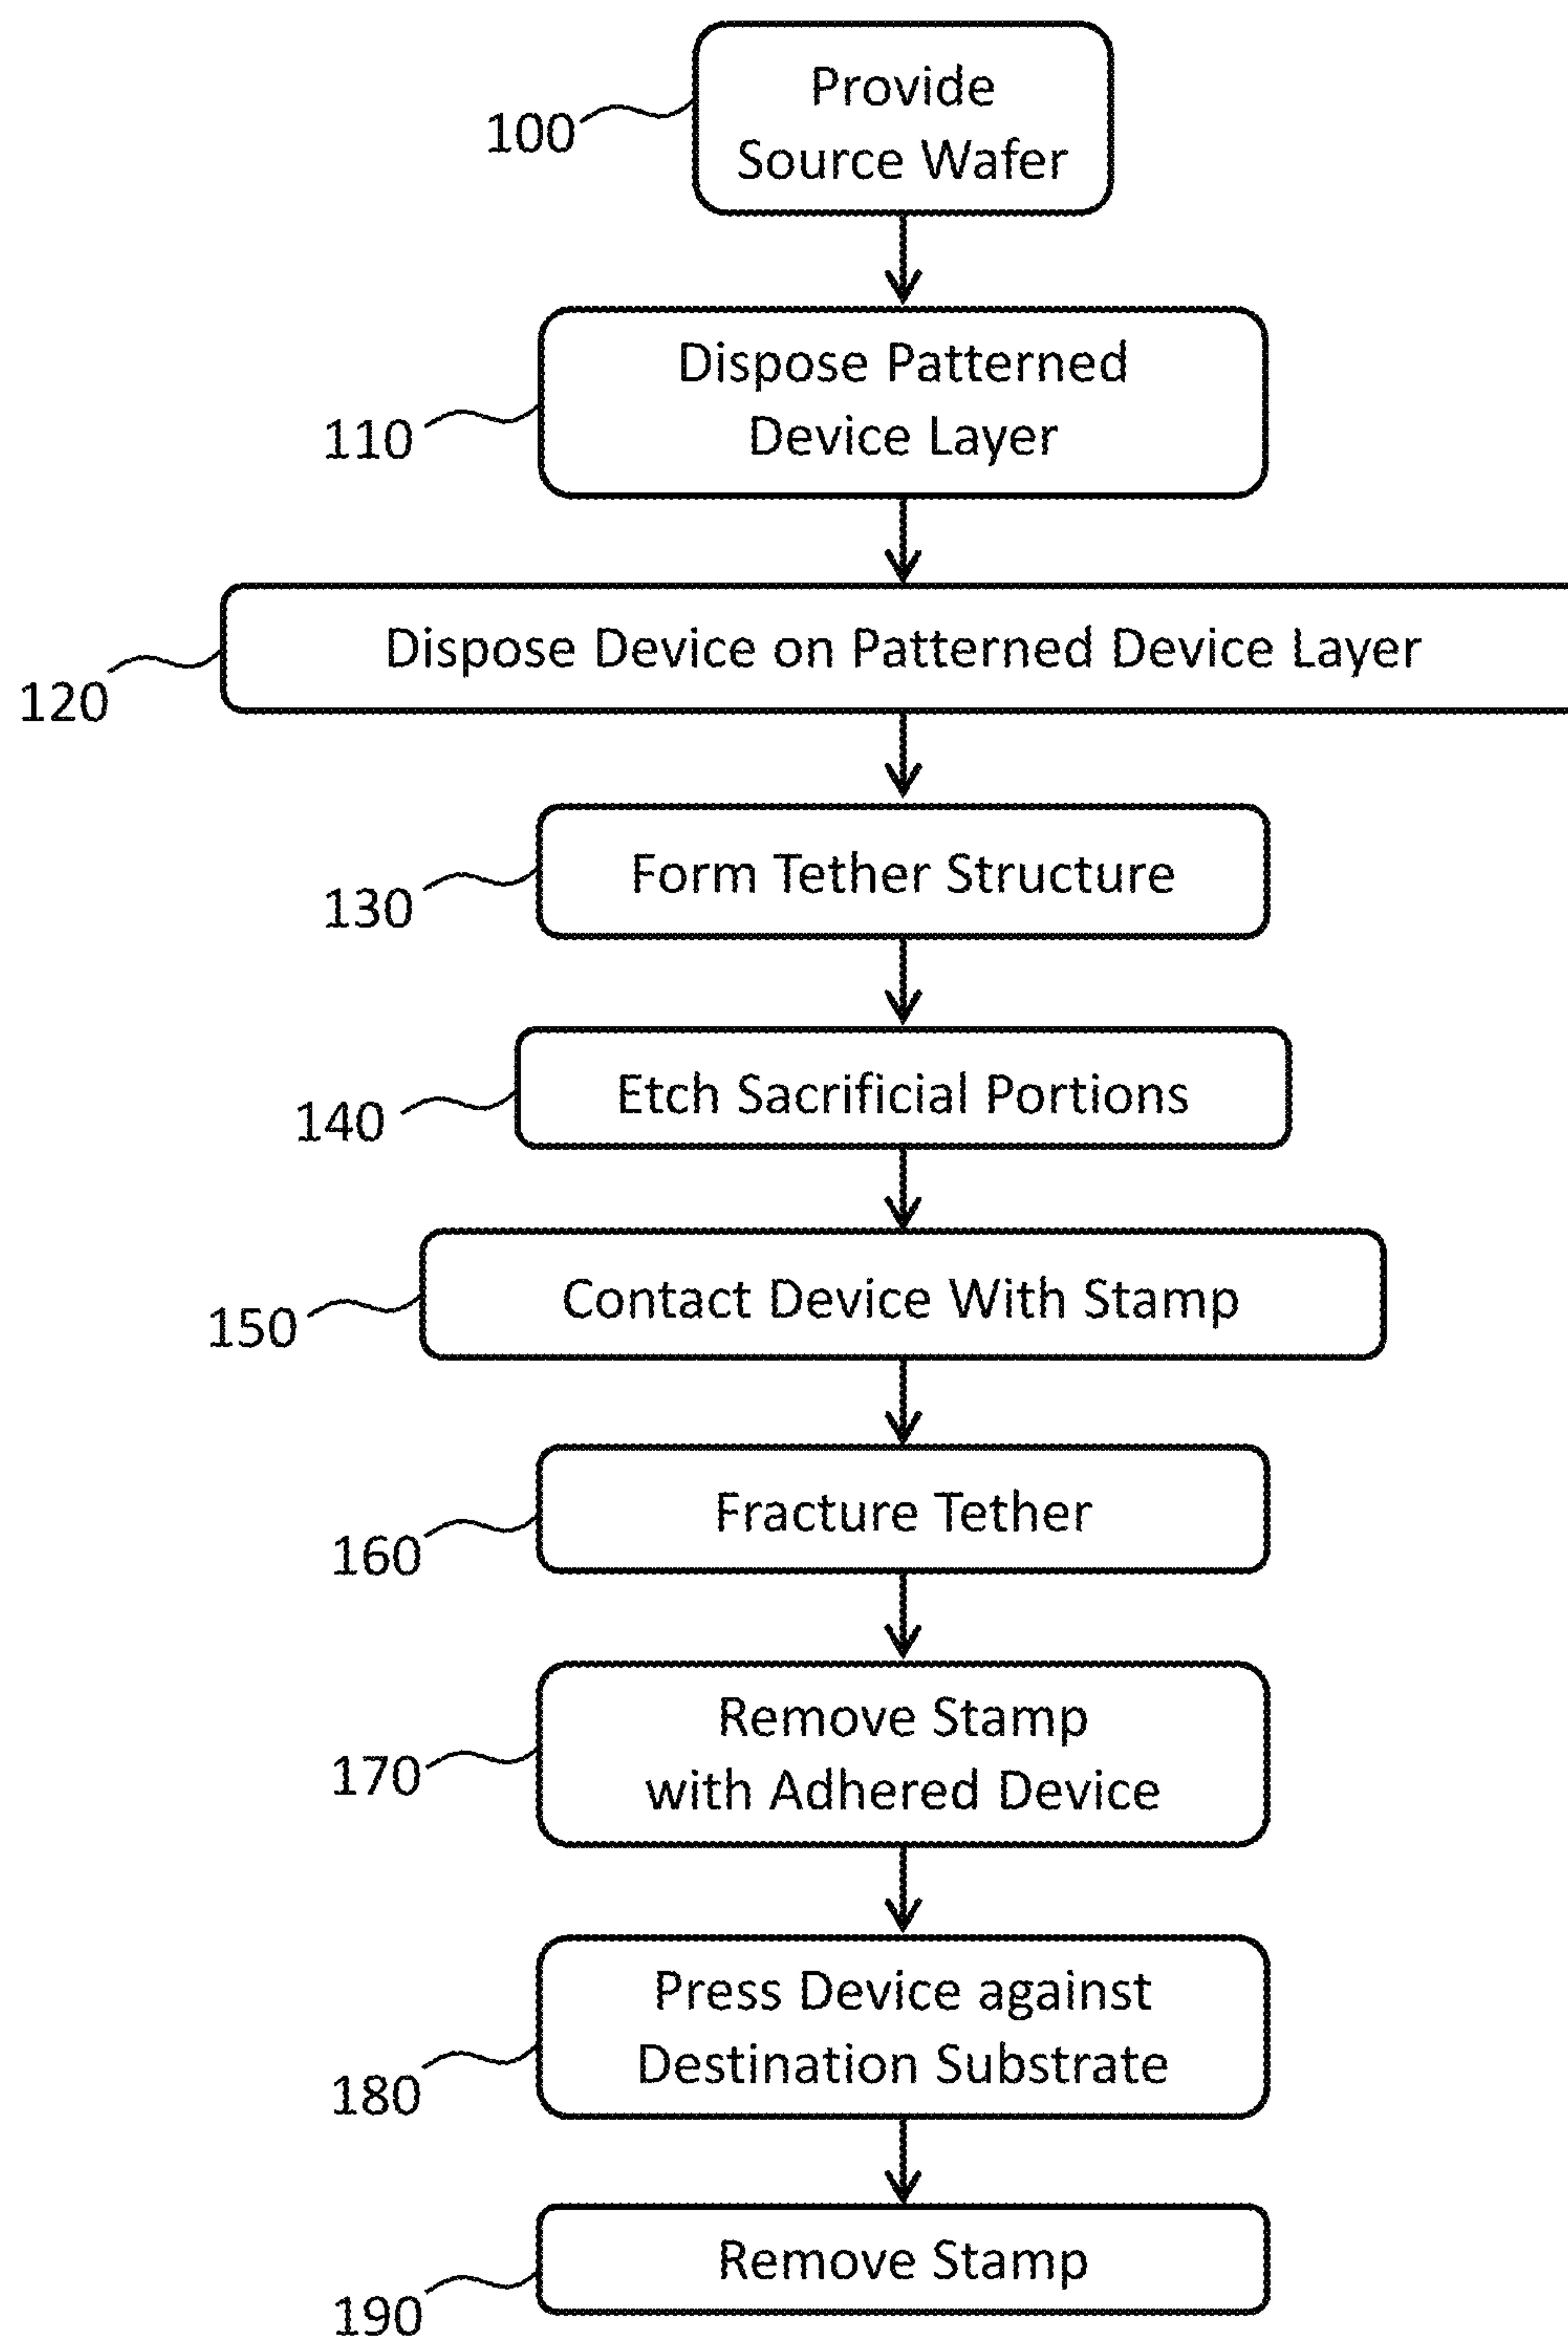 Provide
Source Wafer
100
Dispose Patterned
Device Layer
110
Dispose Device on Patterned Device Layer
120
Form Tether Structure
130
Etch Sacrificial Portions
140
Contact Device With Stamp
150
Fracture Tether
160
Remove Stamp
with Adhered Device
170
Press Device against
Destination Substrate
180
Remove Stamp
190